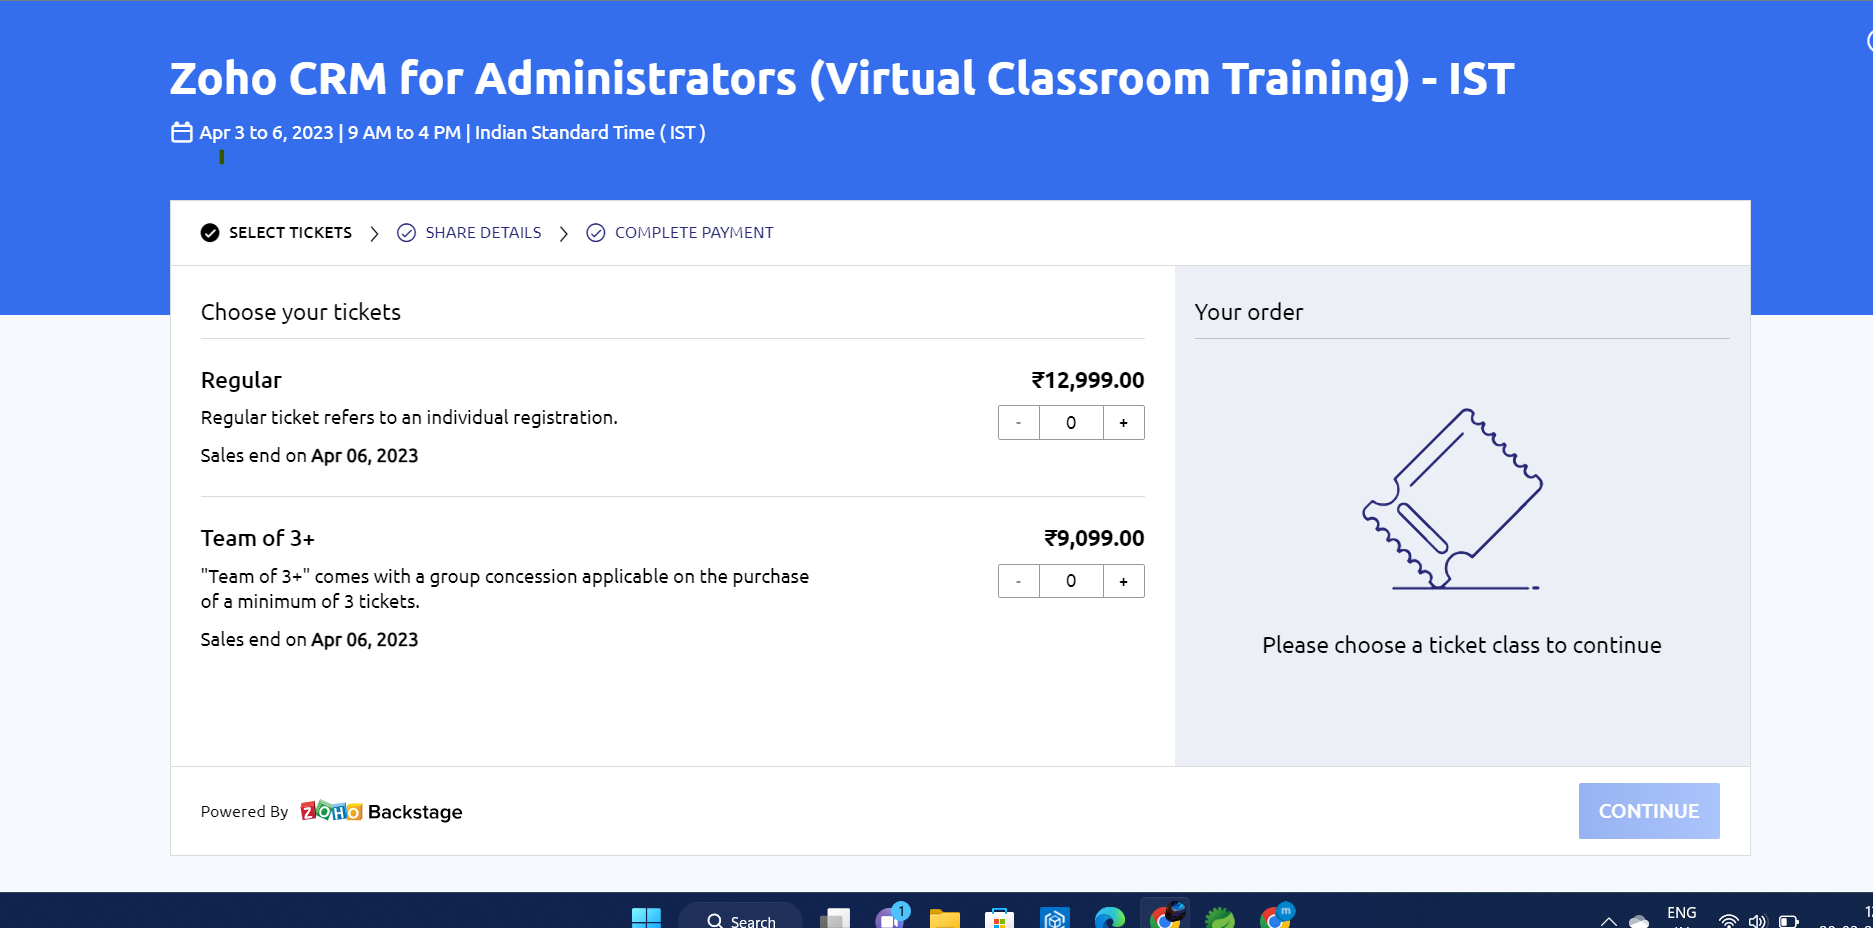 Zoho CRM for Administrators (Virtual Classroom Training) - IST
Apr 3 to 6, 2023 | 9 AM to 4 PM | Indian Standard Time ( IST )
SELECT TICKETS
SHARE DETAILS
COMPLETE PAYMENT
Choose your tickets
Regular
₹12,999.00
Regular ticket refers to an individual registration.
- 0 +
Sales end on Apr 06, 2023
Team of 3+
₹9,099.00
"Team of 3+" comes with a group concession applicable on the purchase
of a minimum of 3 tickets.
- 0 +
Sales end on Apr 06, 2023
Your order
Please choose a ticket class to continue
Powered By ZOHO Backstage
CONTINUE
Search
1
m
ENG